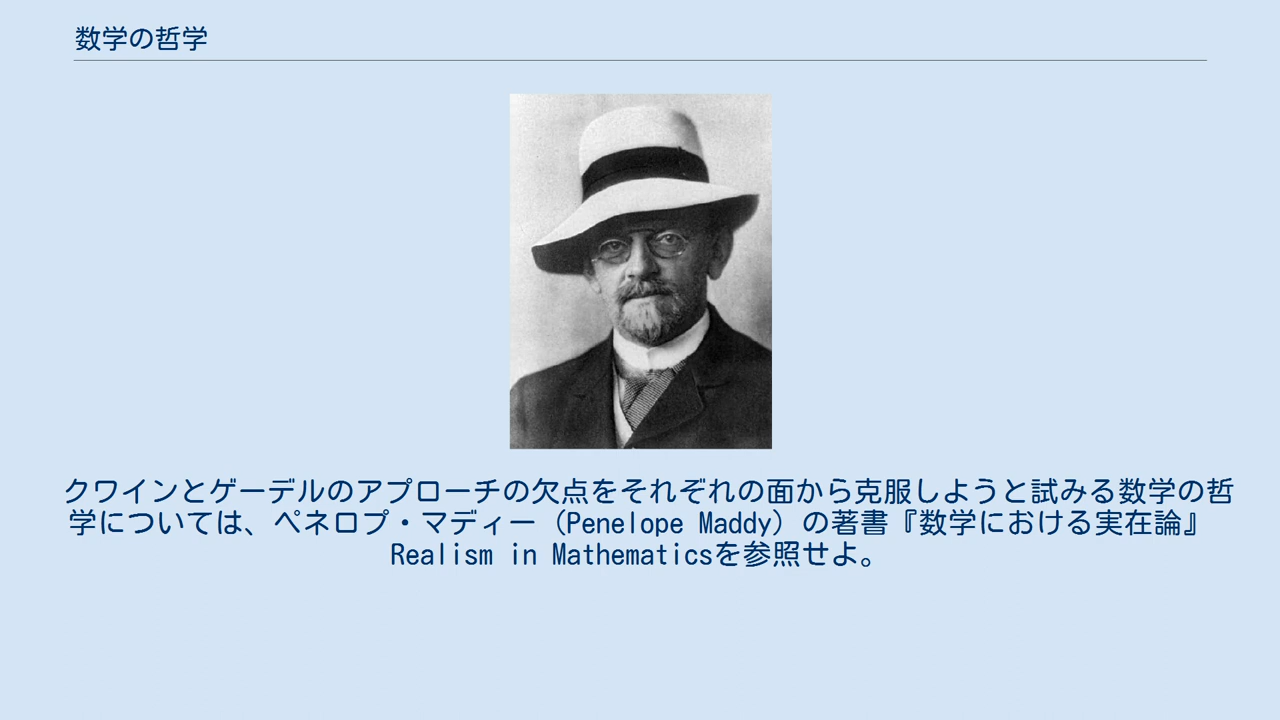 数学の哲学
クワインとゲーデルのアプローチの欠点をそれぞれの面から克服しようと試みる数学の哲
学については、ペネロプ・マディー（Penelope Maddy）の著書『数学における実在論』
Realism in Mathematicsを参照せよ。